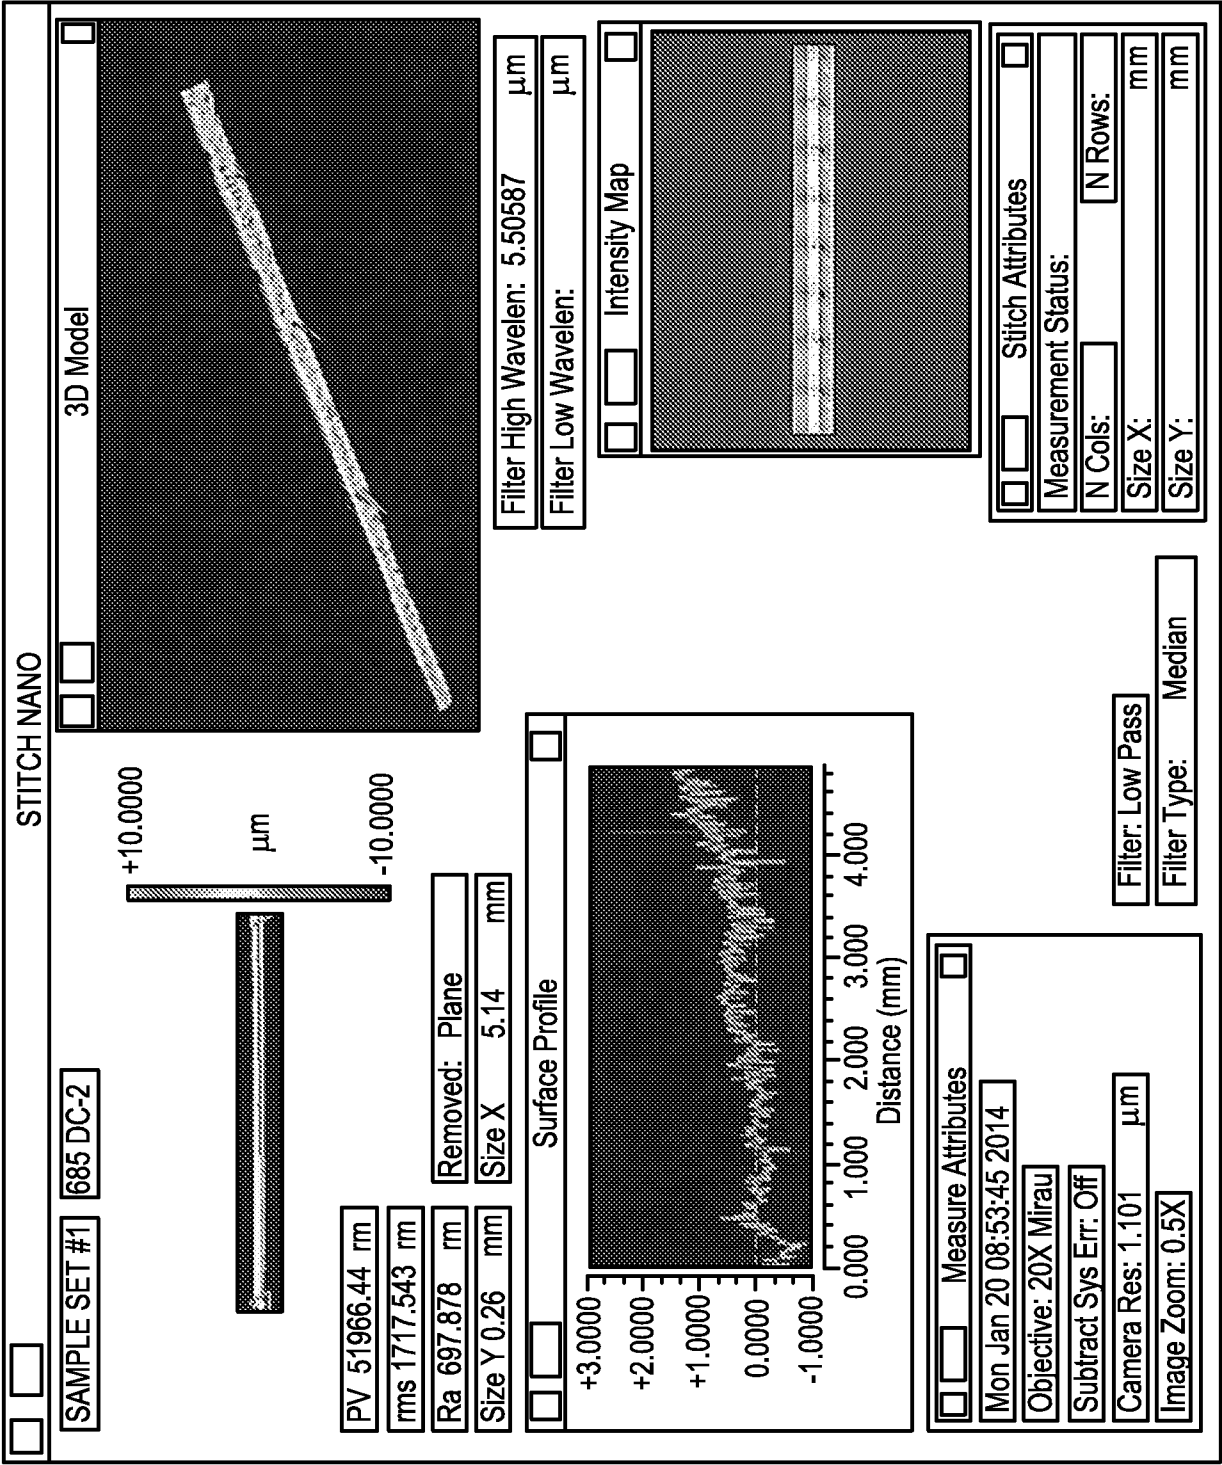 STITCH NANO
SAMPLE SET #1
685 DC-2
+10.0000
µm
-10.0000
3D Model
PV 51966.44 rm
rms 1717.543 rm
Ra 697.878 rm
Size Y 0.26 mm
Removed: Plane
Size X 5.14 mm
Filter High Wavelen: 5.50587 µm
Filter Low Wavelen: µm
Surface Profile
+3.0000
+2.0000
+1.0000
0.0000
-1.0000
0.000 1.000 2.000 3.000 4.000
Distance (mm)
Intensity Map
Measure Attributes
Mon Jan 20 08:53:45 2014
Objective: 20X Mirau
Subtract Sys Err: Off
Camera Res: 1.101 µm
Image Zoom: 0.5X
Filter: Low Pass
Filter Type: Median
Stitch Attributes
Measurement Status:
N Cols: N Rows:
Size X: mm
Size Y: mm